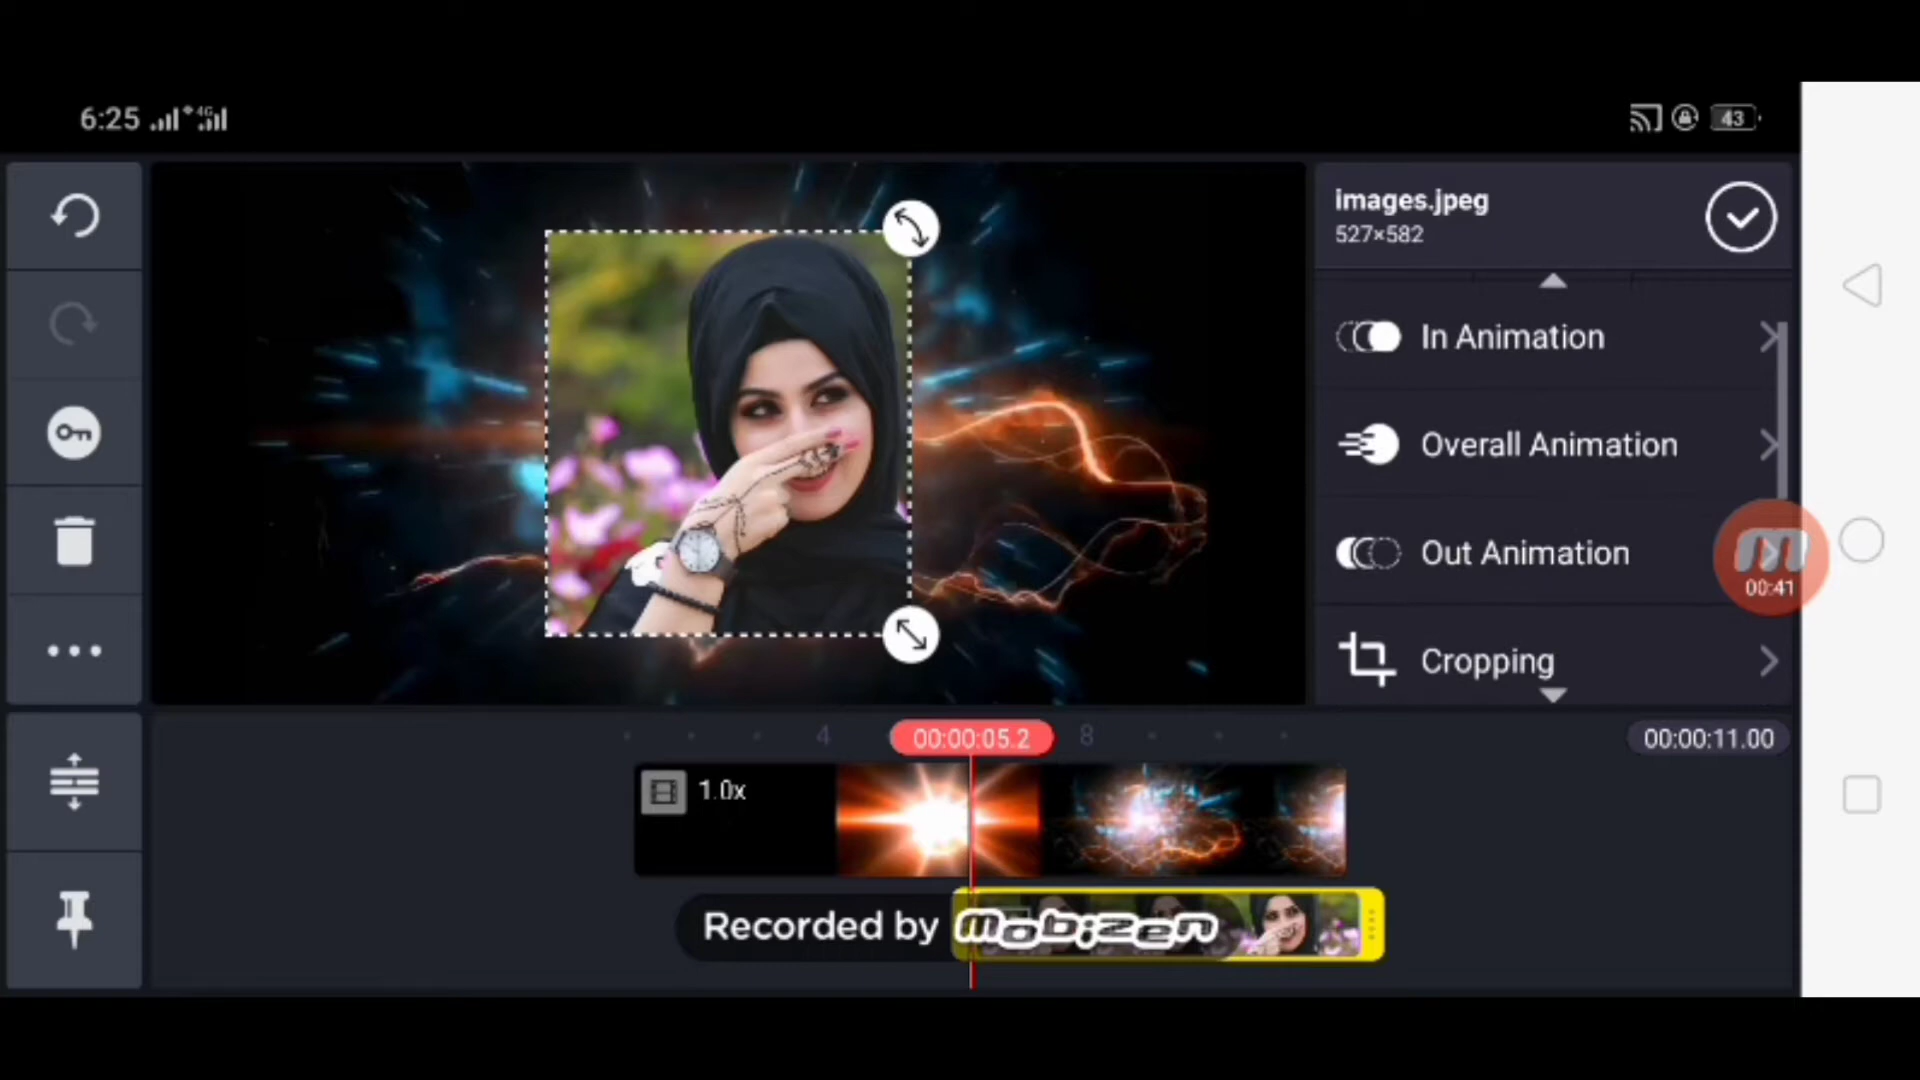 6:25
4G
43
images.jpeg
527×582
In Animation
Overall Animation
Out Animation
00:41
Cropping
4
00:00:05.2
8
00:00:11.00
1.0x
Recorded by mobizen